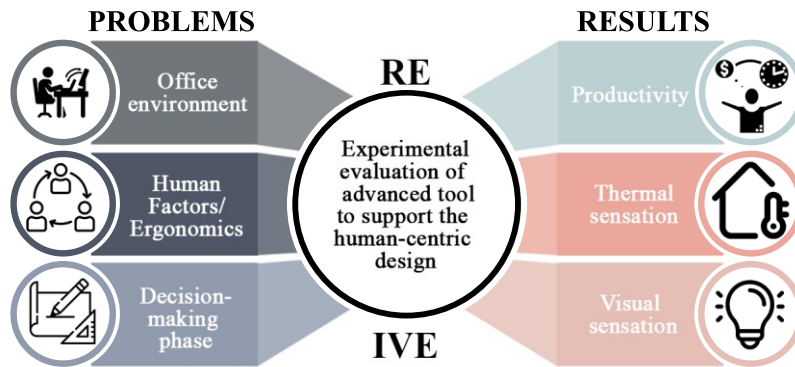 PROBLEMS
RESULTS
Office
environment
Human
Factors/
Ergonomics
Decision-
making
phase
RE
Experimental
evaluation of
advanced tool
to support the
human-centric
design
IVE
Productivity
$
Thermal
sensation
Visual
sensation